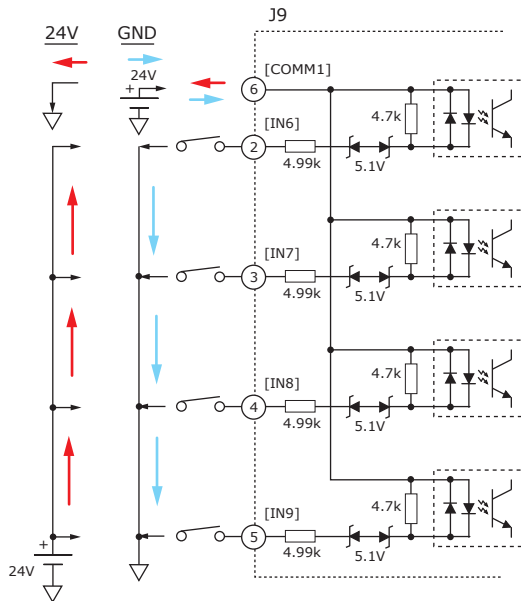 J9
24V
GND
24V
+
[COMM1]
6
4.7k
[IN6]
2
4.99k
5.1V
[IN7]
4.7k
3
4.99k
5.1V
[IN8]
4.7k
4
4.99k
5.1V
[IN9]
4.7k
5
4.99k
5.1V
+
24V